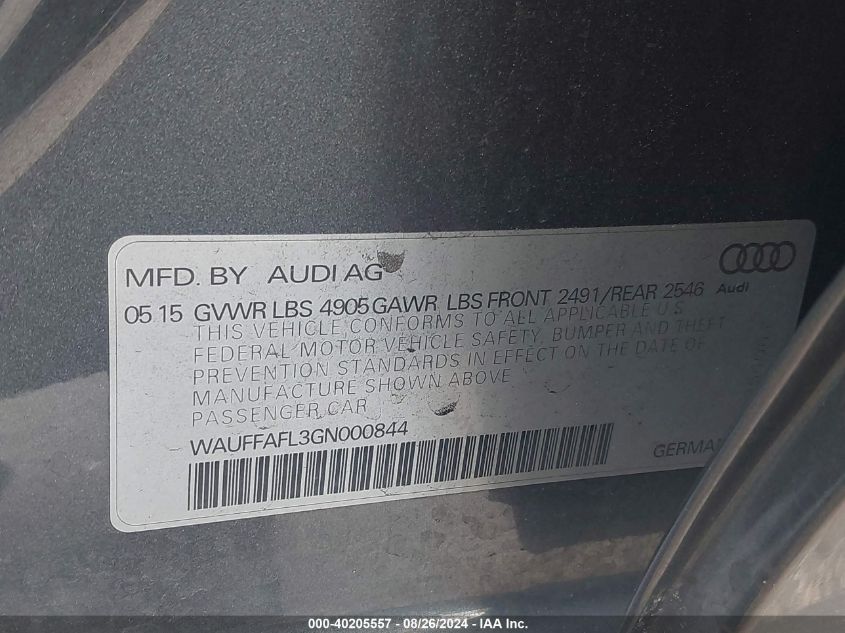 MFD. BY AUDI AG
Audi
05 15 GVWR LBS 4905 GAWR LBS FRONT 2491/REAR 2546
THIS VEHICLE CONFORMS TO ALL APPLICABLE U.S.
FEDERAL MOTOR VEHICLE SAFETY, BUMPER AND THEFT
PREVENTION STANDARDS IN EFFECT ON THE DATE OF
MANUFACTURE SHOWN ABOVE
PASSENGER CAR
WAUFFAFL3GN000844
GERMA
000-40205557 - 08/26/2024 - IAA.